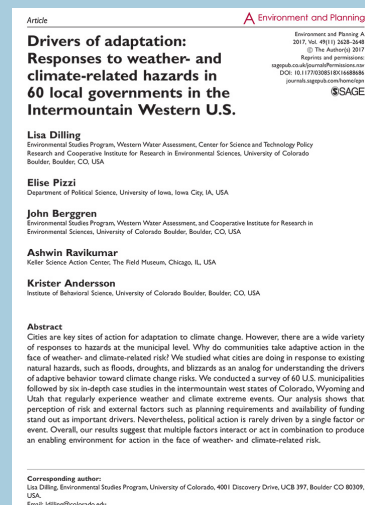 Article
Environment and Planning A
Drivers of adaptation:
Responses to weather- and
climate-related hazards in
60 local governments in the
Intermountain Western U.S.
Environment and Planning A
2017, Vol. 49(11) 2628–2648
© The Author(s) 2017
Reprints and permissions:
sagepub.co.uk/journalsPermissions.nav
DOI: 10.1177/0308518X16688686
journals.sagepub.com/home/epn
SAGE
Lisa Dilling
Environmental Studies Program, Western Water Assessment, Center for Science and Technology Policy
Research and Cooperative Institute for Research in Environmental Sciences, University of Colorado
Boulder, Boulder, CO, USA
Elise Pizzi
Department of Political Science, University of Iowa, Iowa City, IA, USA
John Berggren
Environmental Studies Program, Western Water Assessment, and Cooperative Institute for Research in
Environmental Sciences, University of Colorado Boulder, Boulder, CO, USA
Ashwin Ravikumar
Keller Science Action Center, The Field Museum, Chicago, IL, USA
Krister Andersson
Institute of Behavioral Science, University of Colorado Boulder, Boulder, CO, USA
Abstract
Cities are key sites of action for adaptation to climate change. However, there are a wide variety
of responses to hazards at the municipal level. Why do communities take adaptive action in the
face of weather- and climate-related risk? We studied what cities are doing in response to existing
natural hazards, such as floods, droughts, and blizzards as an analog for understanding the drivers
of adaptive behavior toward climate change risks. We conducted a survey of 60 U.S. municipalities
followed by six in-depth case studies in the intermountain west states of Colorado, Wyoming and
Utah that regularly experience weather and climate extreme events. Our analysis shows that
perception of risk and external factors such as planning requirements and availability of funding
stand out as important drivers. Nevertheless, political action is rarely driven by a single factor or
event. Overall, our results suggest that multiple factors interact or act in combination to produce
an enabling environment for action in the face of weather- and climate-related risk.
Corresponding author:
Lisa Dilling, Environmental Studies Program, University of Colorado, 4001 Discovery Drive, UCB 397, Boulder CO 80309,
USA.
Email: ldilling@colorado.edu